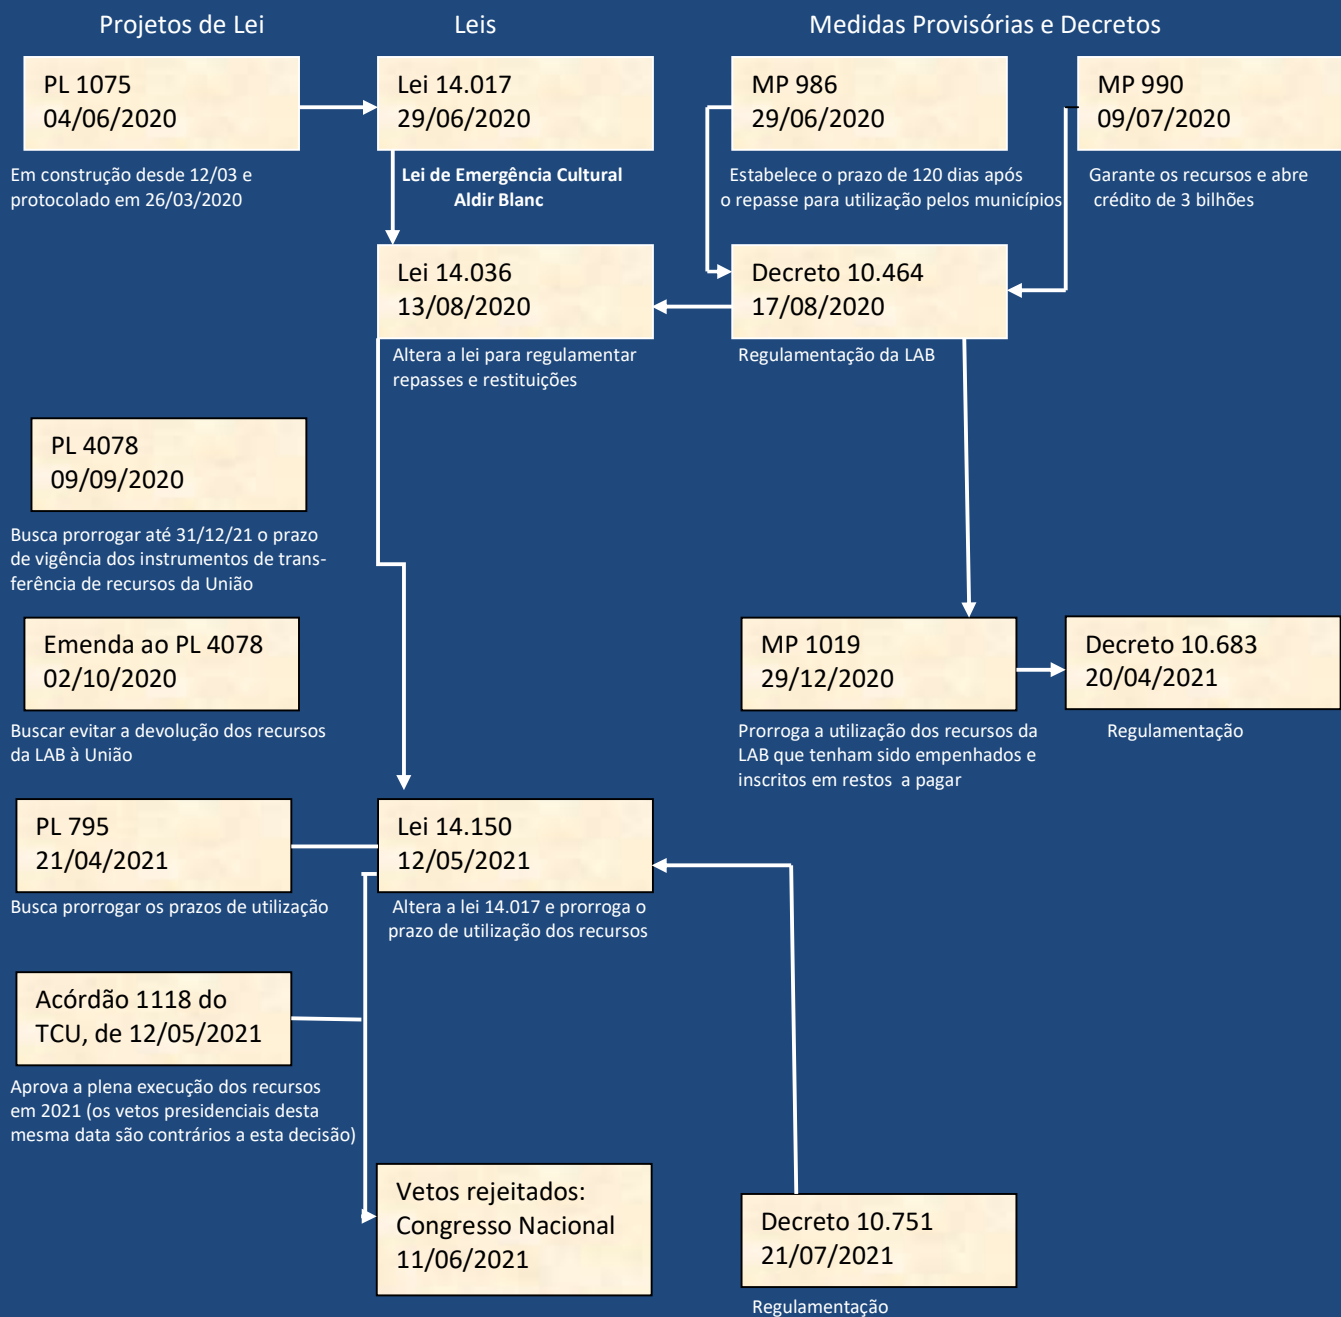 Projetos de Lei
Leis
Medidas Provisórias e Decretos
PL 1075
04/06/2020
Em construção desde 12/03 e
protocolado em 26/03/2020
Lei 14.017
29/06/2020
Lei de Emergência Cultural
Aldir Blanc
MP 986
29/06/2020
Estabelece o prazo de 120 dias após
o repasse para utilização pelos municípios
MP 990
09/07/2020
Garante os recursos e abre
crédito de 3 bilhões
Lei 14.036
13/08/2020
Altera a lei para regulamentar
repasses e restituições
Decreto 10.464
17/08/2020
Regulamentação da LAB
PL 4078
09/09/2020
Busca prorrogar até 31/12/21 o prazo
de vigência dos instrumentos de trans-
ferência de recursos da União
Emenda ao PL 4078
02/10/2020
Buscar evitar a devolução dos recursos
da LAB à União
MP 1019
29/12/2020
Prorroga a utilização dos recursos da
LAB que tenham sido empenhados e
inscritos em restos a pagar
Decreto 10.683
20/04/2021
Regulamentação
PL 795
21/04/2021
Busca prorrogar os prazos de utilização
Lei 14.150
12/05/2021
Altera a lei 14.017 e prorroga o
prazo de utilização dos recursos
Acórdão 1118 do
TCU, de 12/05/2021
Aprova a plena execução dos recursos
em 2021 (os vetos presidenciais desta
mesma data são contrários a esta decisão)
Vetos rejeitados:
Congresso Nacional
11/06/2021
Decreto 10.751
21/07/2021
Regulamentação